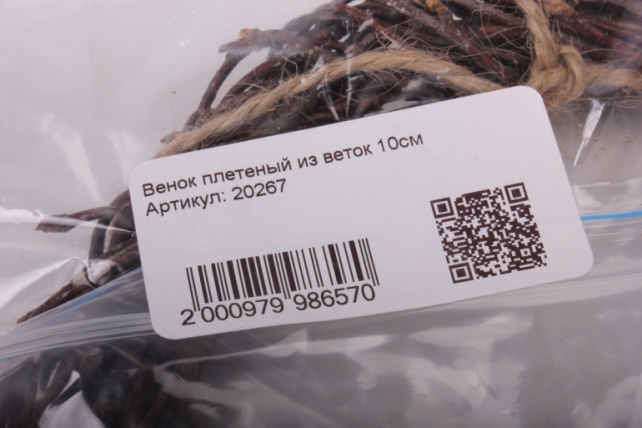 Венок плетеный из веток 10см
Артикул: 20267
2 000979 986570